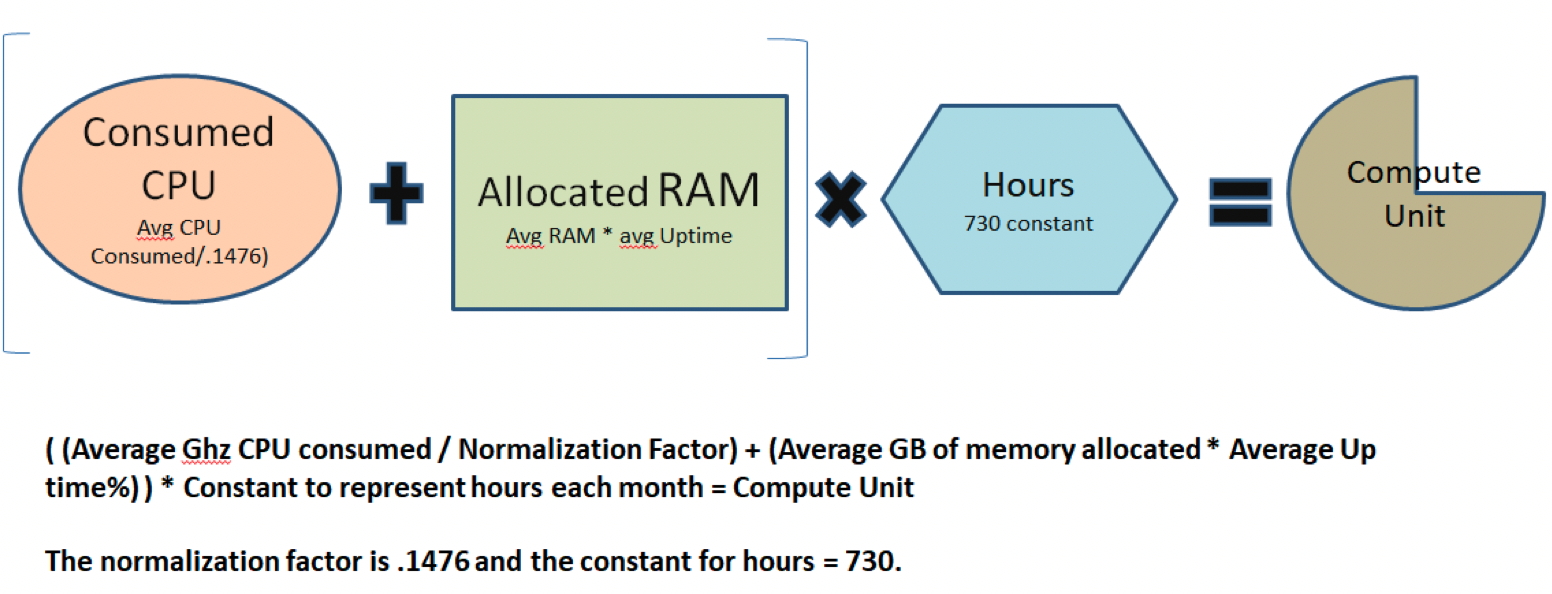 Consumed
CPU
Avg CPU
Consumed/.1476)
Allocated RAM
Avg RAM * avg Uptime
Hours
730 constant
Compute
Unit
( (Average Ghz CPU consumed / Normalization Factor) + (Average GB of memory allocated * Average Up
time%) ) * Constant to represent hours each month = Compute Unit
The normalization factor is .1476 and the constant for hours = 730.